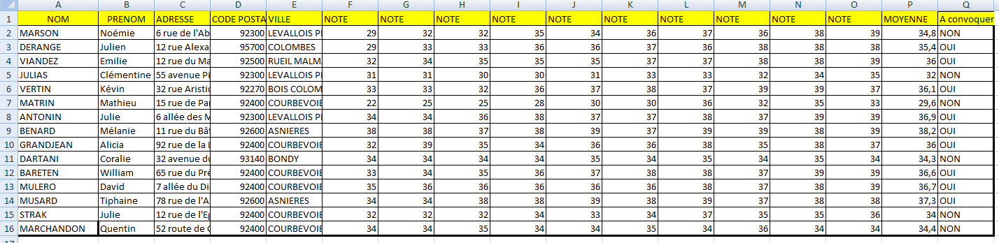 A B C D E F G H I J K L M N O P Q
1 NOM PRENOM ADRESSE CODE POSTA VILLE NOTE NOTE NOTE NOTE NOTE NOTE NOTE NOTE NOTE NOTE MOYENNE A convoquer
2 MARSON Noémie 6 rue de l'Ab 92300 LEVALLOIS PE 29 32 32 35 34 36 37 36 38 39 34,8 NON
3 DERANGE Julien 12 rue Alexa 95700 COLOMBES 29 33 33 36 36 37 36 38 38 38 35,4 OUI
4 VIANDEZ Emilie 12 rue du Ma 92500 RUEIL MALMA 32 34 35 35 35 37 37 38 38 39 36 OUI
5 JULIAS Clémentine 55 avenue Pi 92300 LEVALLOIS PE 31 31 30 30 31 33 33 32 34 35 32 NON
6 VERTIN Kévin 32 rue Aristic 92270 BOIS COLOM 33 33 32 36 37 38 37 39 39 37 36,1 OUI
7 MATRIN Mathieu 15 rue de Pa 92400 COURBEVOIE 22 25 25 28 30 30 36 32 35 33 29,6 NON
8 ANTONIN Julie 6 allée des M 92300 LEVALLOIS PE 34 34 36 38 37 37 38 37 39 39 36,9 OUI
9 BENARD Mélanie 11 rue du Bât 92600 ASNIERES 38 38 37 38 39 37 39 39 38 39 38,2 OUI
10 GRANDJEAN Alicia 92 rue de la 92400 COURBEVOIE 32 39 35 34 36 36 38 35 38 37 36 OUI
11 DARTANI Coralie 32 avenue du 93140 BONDY 34 34 34 34 35 34 35 34 35 34 34,3 NON
12 BARETEN William 65 rue du Pré 92400 COURBEVOIE 33 34 35 36 37 38 38 37 39 39 36,6 OUI
13 MULERO David 7 allée du Di 92400 COURBEVOIE 35 36 36 36 36 36 38 37 38 39 36,7 OUI
14 MUSARD Tiphaine 78 rue de l'A 92600 ASNIERES 34 34 38 38 39 38 39 37 38 38 37,3 OUI
15 STRAK Julie 12 rue de l'Eg 92400 COURBEVOIE 32 32 32 34 33 34 37 35 35 36 34 NON
16 MARCHANDON Quentin 52 route de 92400 COURBEVOIE 34 34 35 34 34 35 34 36 34 34 34,4 NON